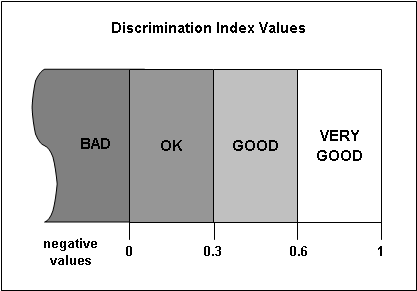 Discrimination Index Values
BAD
OK
GOOD
VERY
GOOD
negative
values
0
0.3
0.6
1